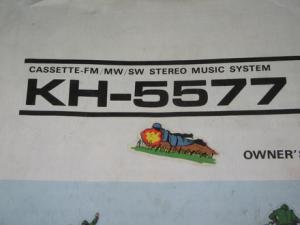 CASSETTE-FM/MW/SW STEREO MUSIC SYSTEM
KH-5577
OWNER'S